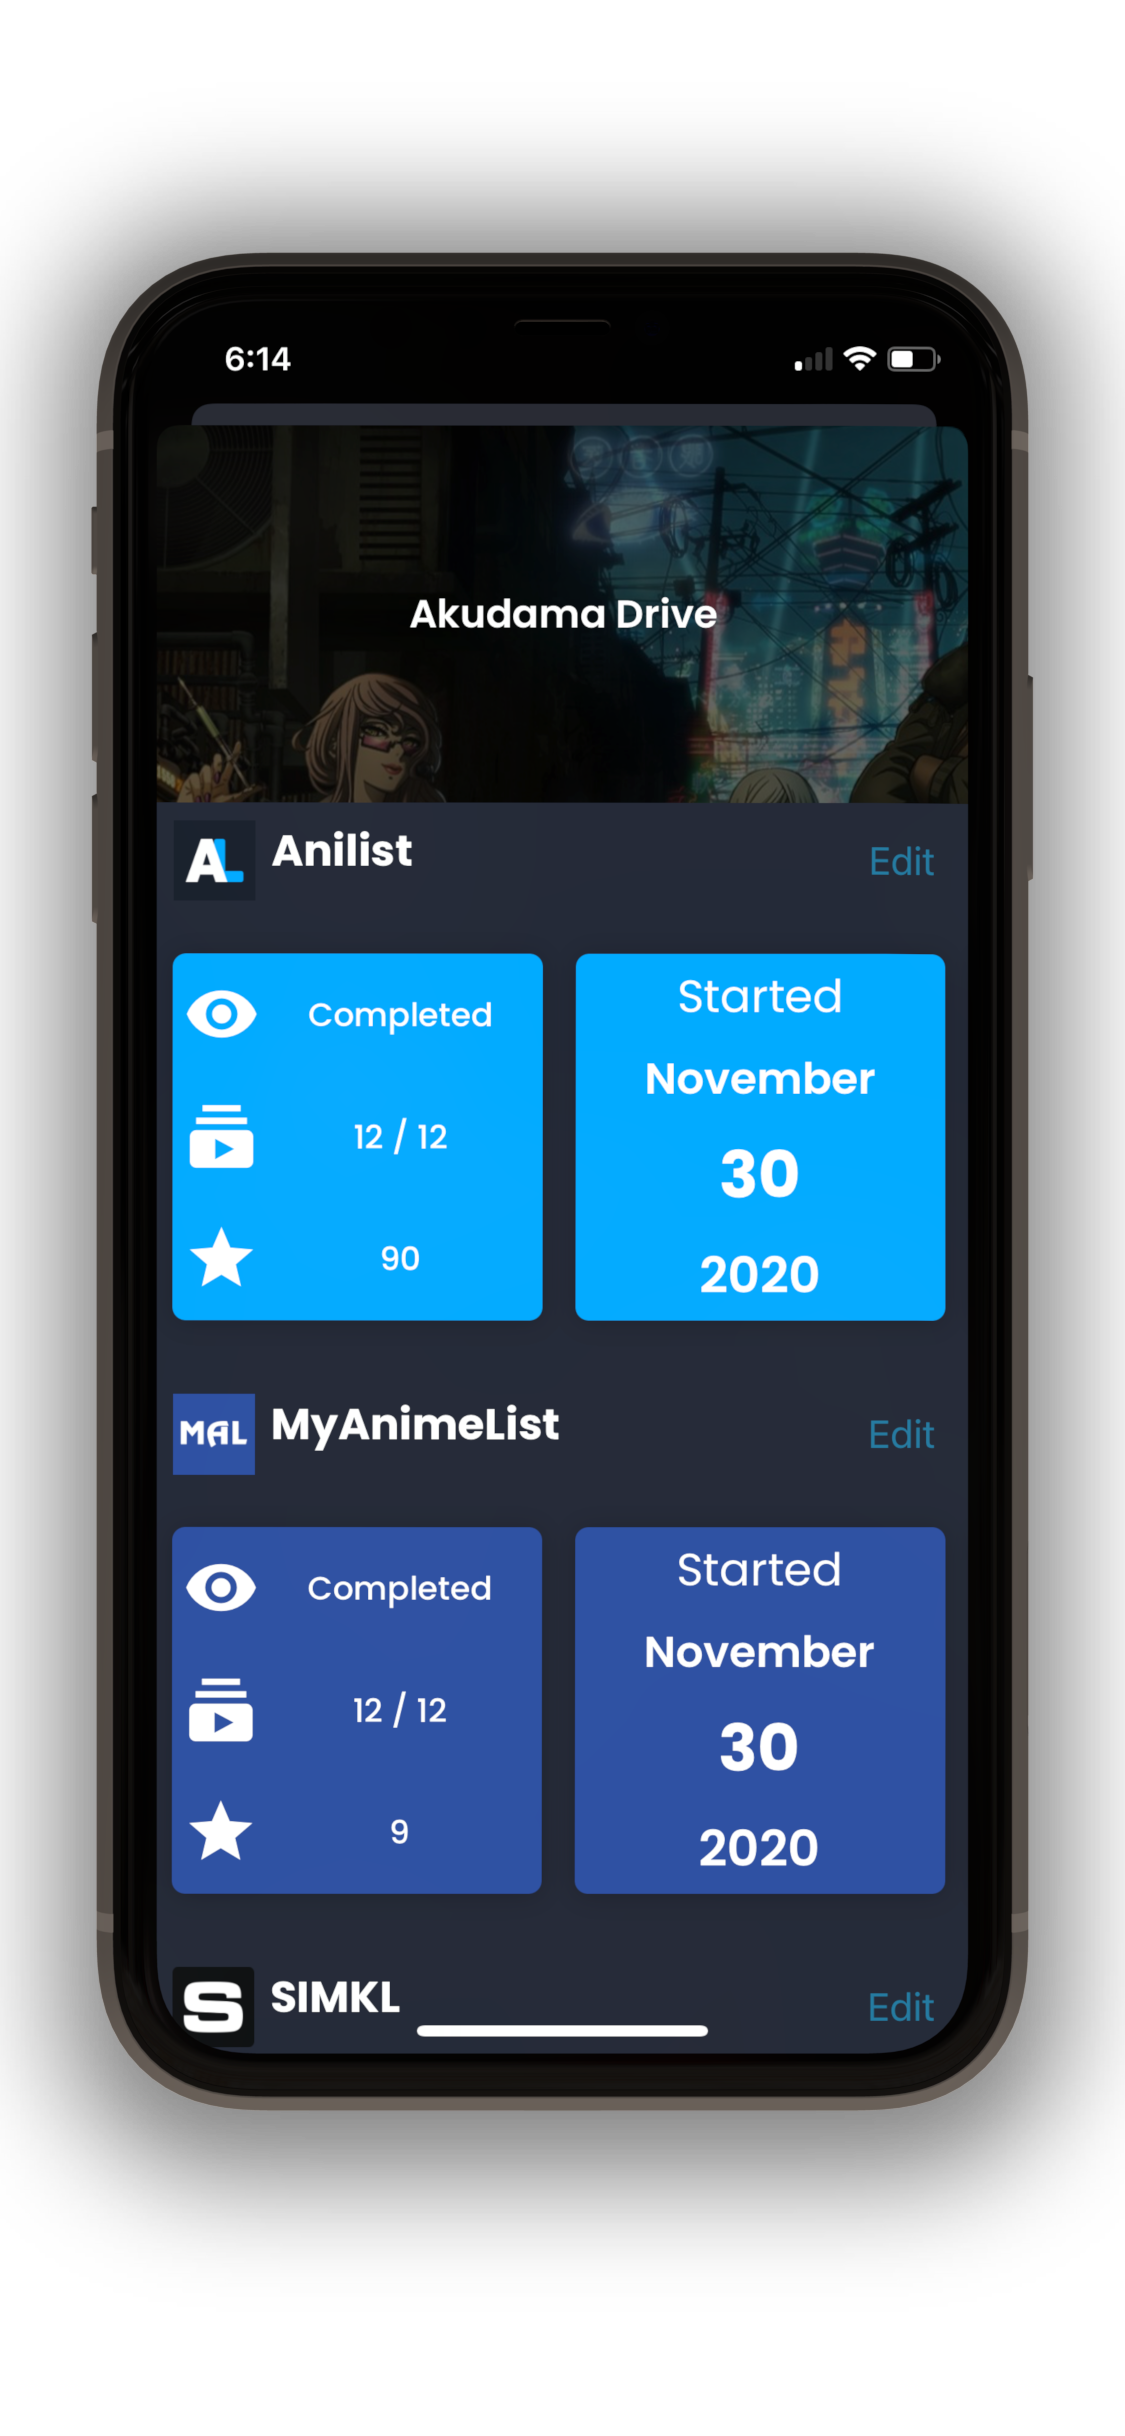 6:14
Akudama Drive
AL
Anilist
Edit
Completed
12 / 12
90
Started
November
30
2020
MAL
MyAnimeList
Edit
Completed
12 / 12
9
Started
November
30
2020
S
SIMKL
Edit